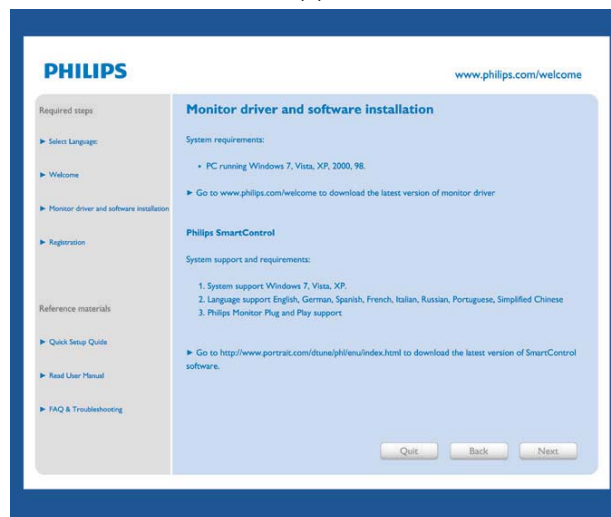 PHILIPS
www.philips.com/welcome
Required steps
Select Language:
Welcome
Monitor driver and software installation
Registration
Reference materials
Quick Setup Guide
Read User Manual
FAQ & Troubleshooting
Monitor driver and software installation
System requirements:
• PC running Windows 7, Vista, XP, 2000, 98.
Go to www.philips.com/welcome to download the latest version of monitor driver
Philips SmartControl
System support and requirements:
1. System support Windows 7, Vista, XP.
2. Language support English, German, Spanish, French, Italian, Russian, Portuguese, Simplified Chinese
3. Philips Monitor Plug and Play support
Go to http://www.portrait.com/dtune/phl/enu/index.html to download the latest version of SmartControl
software.
Quit
Back
Next